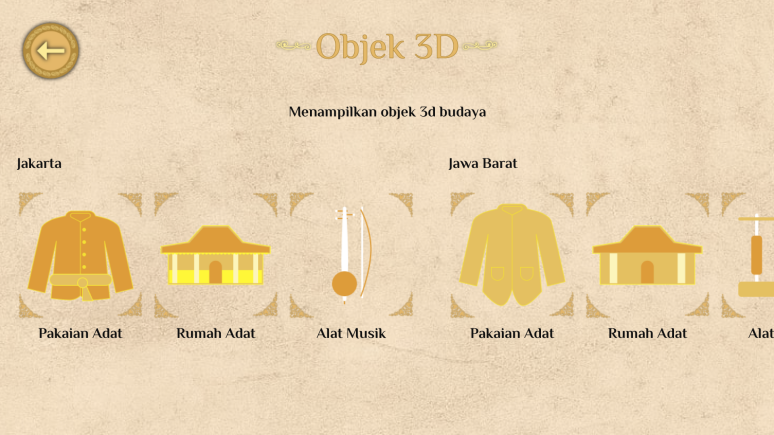 Objek 3D
Menampilkan objek 3d budaya
Jakarta
Jawa Barat
Pakaian Adat
Rumah Adat
Alat Musik
Pakaian Adat
Rumah Adat
Alat